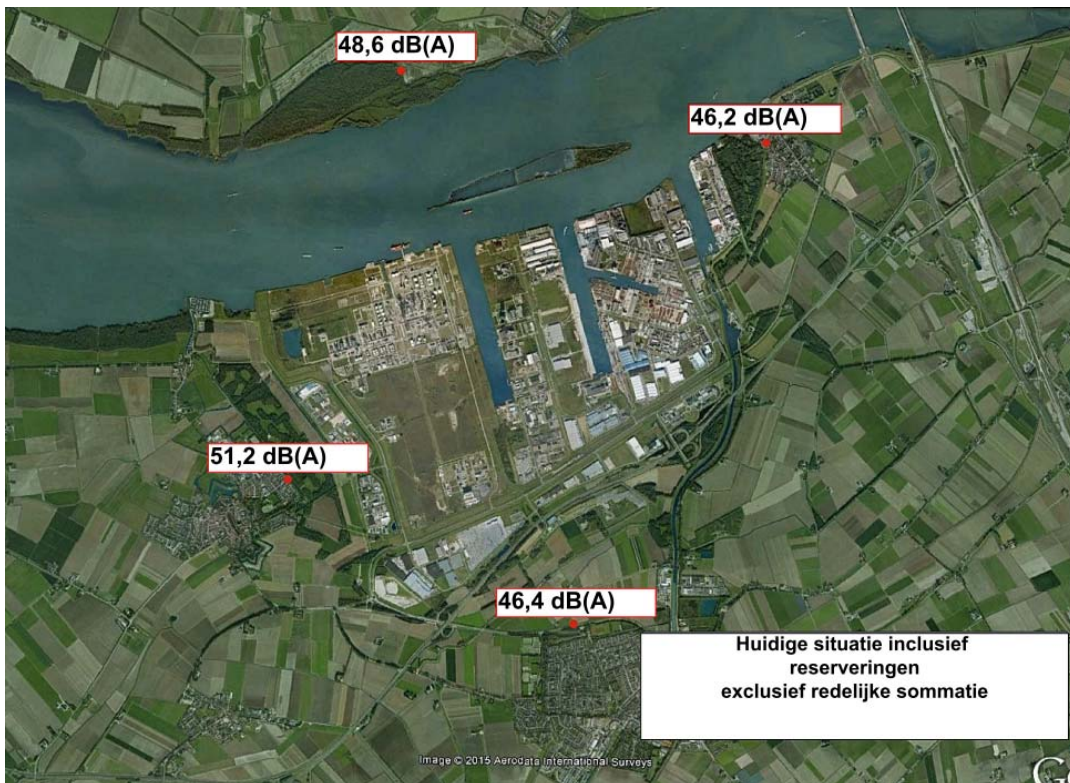 48,6 dB(A)
46,2 dB(A)
51,2 dB(A)
46,4 dB(A)
Huidige situatie inclusief
reserveringen
exclusief redelijke sommatie
Image © 2015 Aerodata International Surveys
G